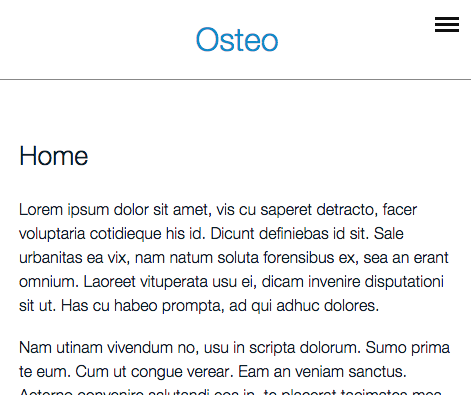 Osteo
Home
Lorem ipsum dolor sit amet, vis cu saperet detracto, facer
voluptaria cotidieque his id. Dicunt definiebas id sit. Sale
urbanitas ea vix, nam natum soluta forensibus ex, sea an erant
omnium. Laoreet vituperata usu ei, dicam invenire disputationi
sit ut. Has cu habeo prompta, ad qui adhuc dolores.
Nam utinam vivendum no, usu in scripta dolorum. Sumo prima
te eum. Cum ut congue verear. Eam an veniam sanctus.